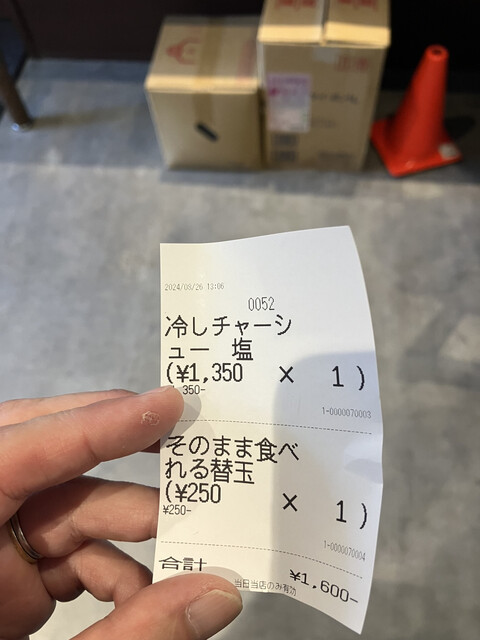 2024/08/26 13:06
0052
冷しチャーシ
ュー 塩
(¥1,350 × 1)
350-
1-0000070003
そのまま食べ
れる替玉
(¥250 × 1)
¥250-
1-0000070004
合計 ¥1,600-
当日当店のみ有効